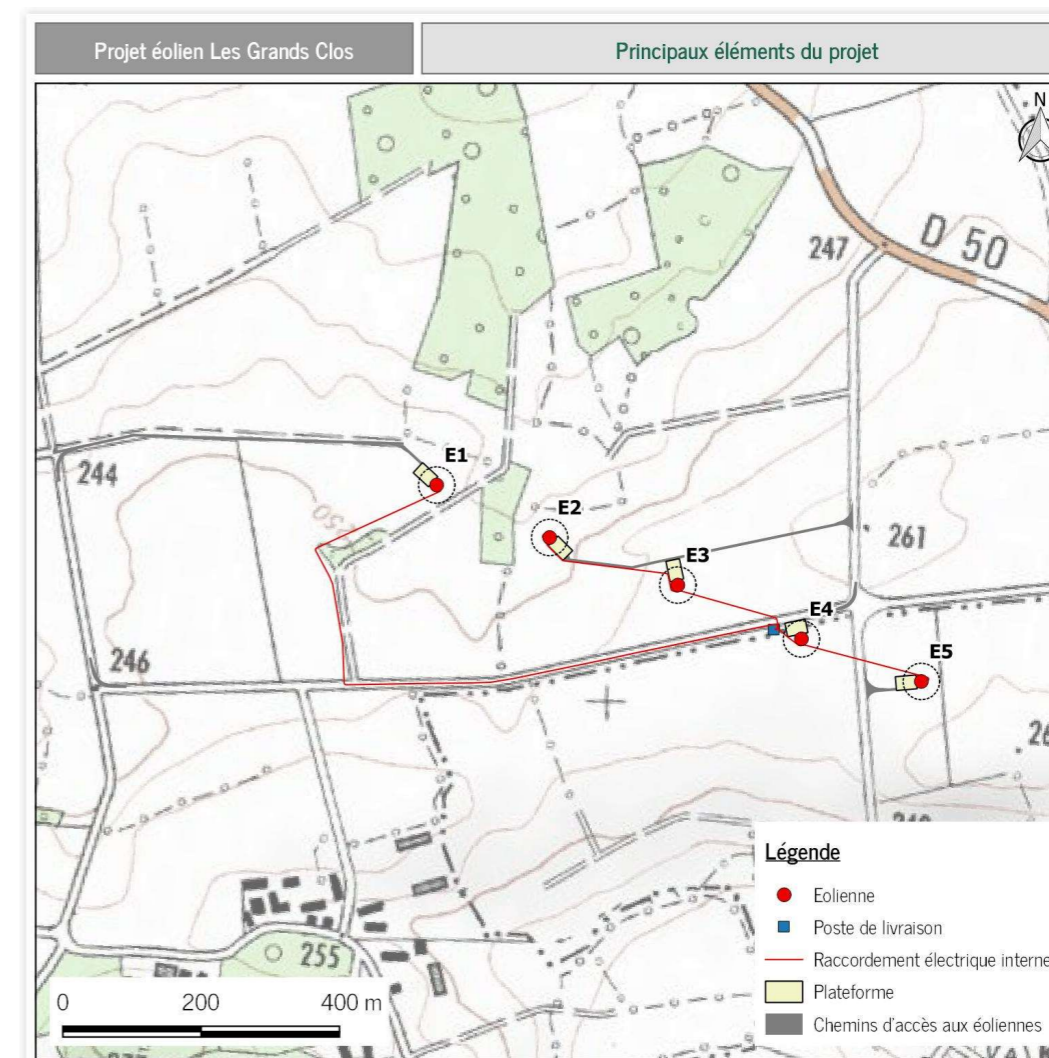 Projet éolien Les Grands Clos
Principaux éléments du projet
N
247
D 50
E1
244
250
E2
261
E3
E4
E5
246
Légende
Eolienne
Poste de livraison
255
Raccordement électrique interne
0 200 400 m
Plateforme
Chemins d'accès aux éoliennes